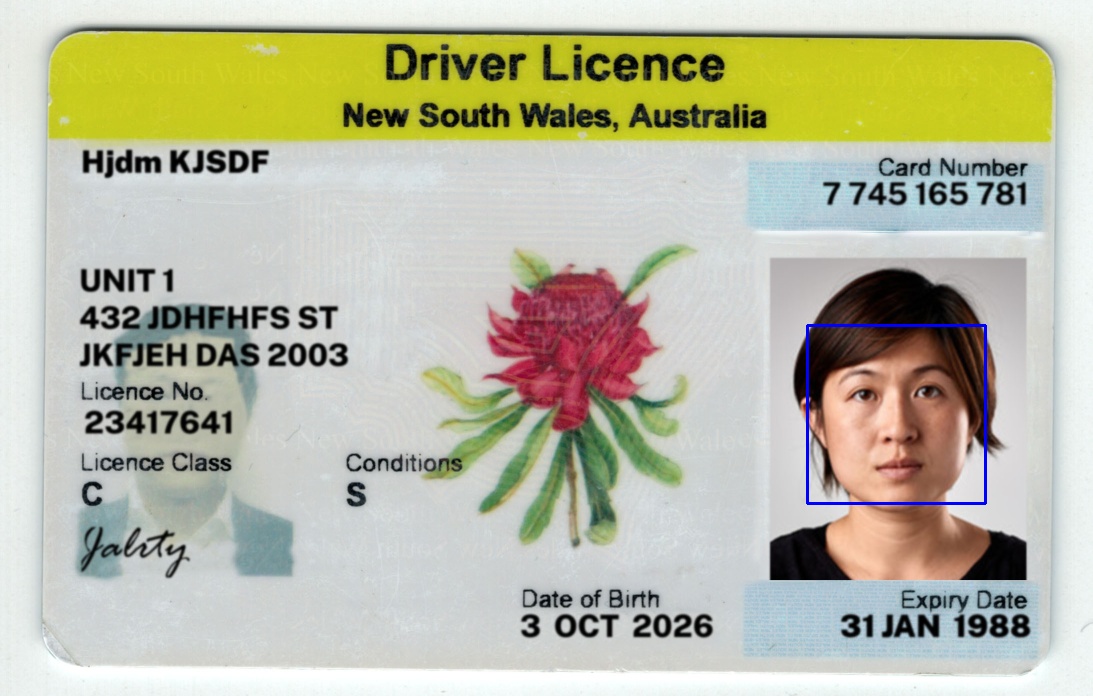 Driver Licence
New South Wales, Australia
Hjdm KJSDF
Card Number
7 745 165 781
UNIT 1
432 JDHFHFS ST
JKFJEH DAS 2003
Licence No.
23417641
Licence Class
Conditions
C
S
Jalrty
Date of Birth
3 OCT 2026
Expiry Date
31 JAN 1988